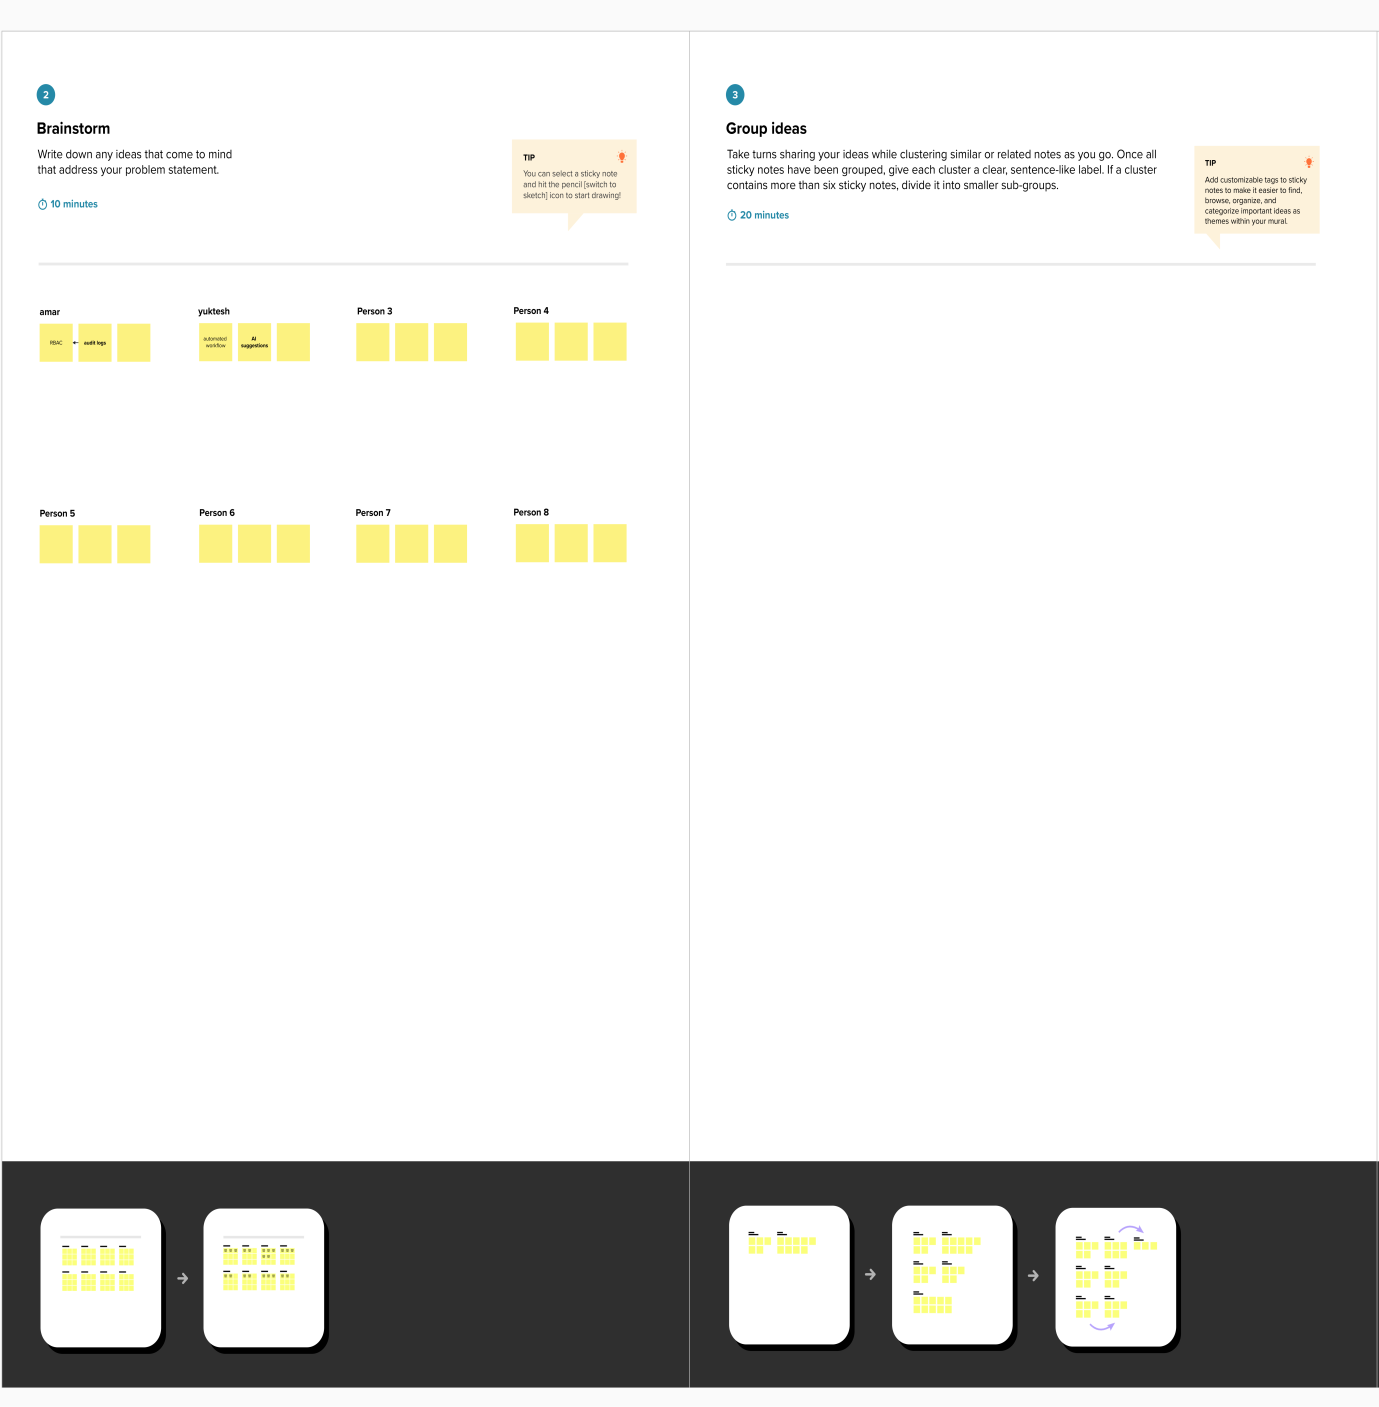 2
Brainstorm
Write down any ideas that come to mind
that address your problem statement.
10 minutes
TIP
You can select a sticky note
and hit the pencil [switch to
sketch] icon to start drawing!
amar
RBAC
audit logs
yuktesh
automated
workflow
AI
suggestions
Person 3
Person 4
Person 5
Person 6
Person 7
Person 8
3
Group ideas
Take turns sharing your ideas while clustering similar or related notes as you go. Once all
sticky notes have been grouped, give each cluster a clear, sentence-like label. If a cluster
contains more than six sticky notes, divide it into smaller sub-groups.
20 minutes
TIP
Add customizable tags to sticky
notes to make it easier to find,
browse, organize, and
categorize important ideas as
themes within your mural.